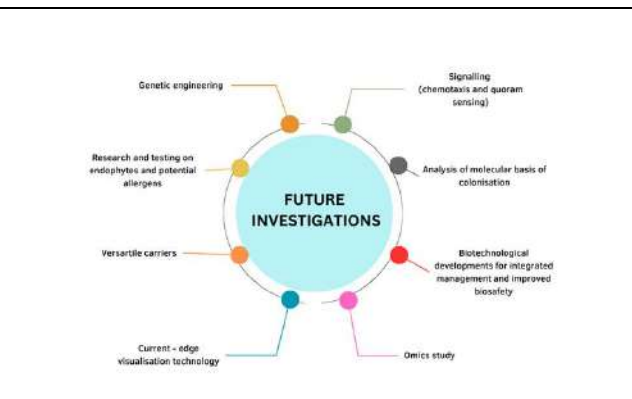 Genetic engineering
Signalling
(chemotaxis and quoram
sensing)
Research and testing on
endophytes and potential
allergens
Analysis of molecular basis of
colonisation
FUTURE
INVESTIGATIONS
Versartile carriers
Biotechnological
developments for integrated
management and improved
biosafety
Current - edge
visualisation technology
Omics study